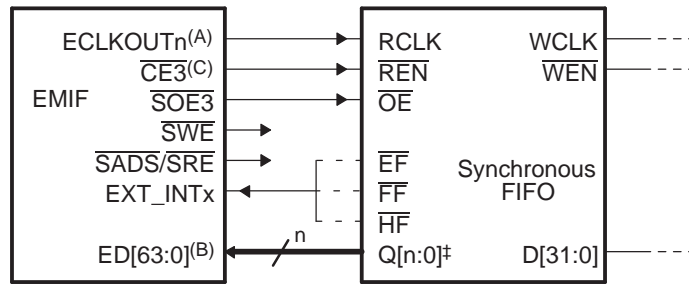 ECLKOUTn(A) RCLK WCLK
CE3(C) REN WEN
EMIF SOE3 OE
SWE
SADS/SRE EF Synchronous
EXT_INTx FF FIFO
HF
n
ED[63:0](B) Q[n:0]‡ D[31:0]